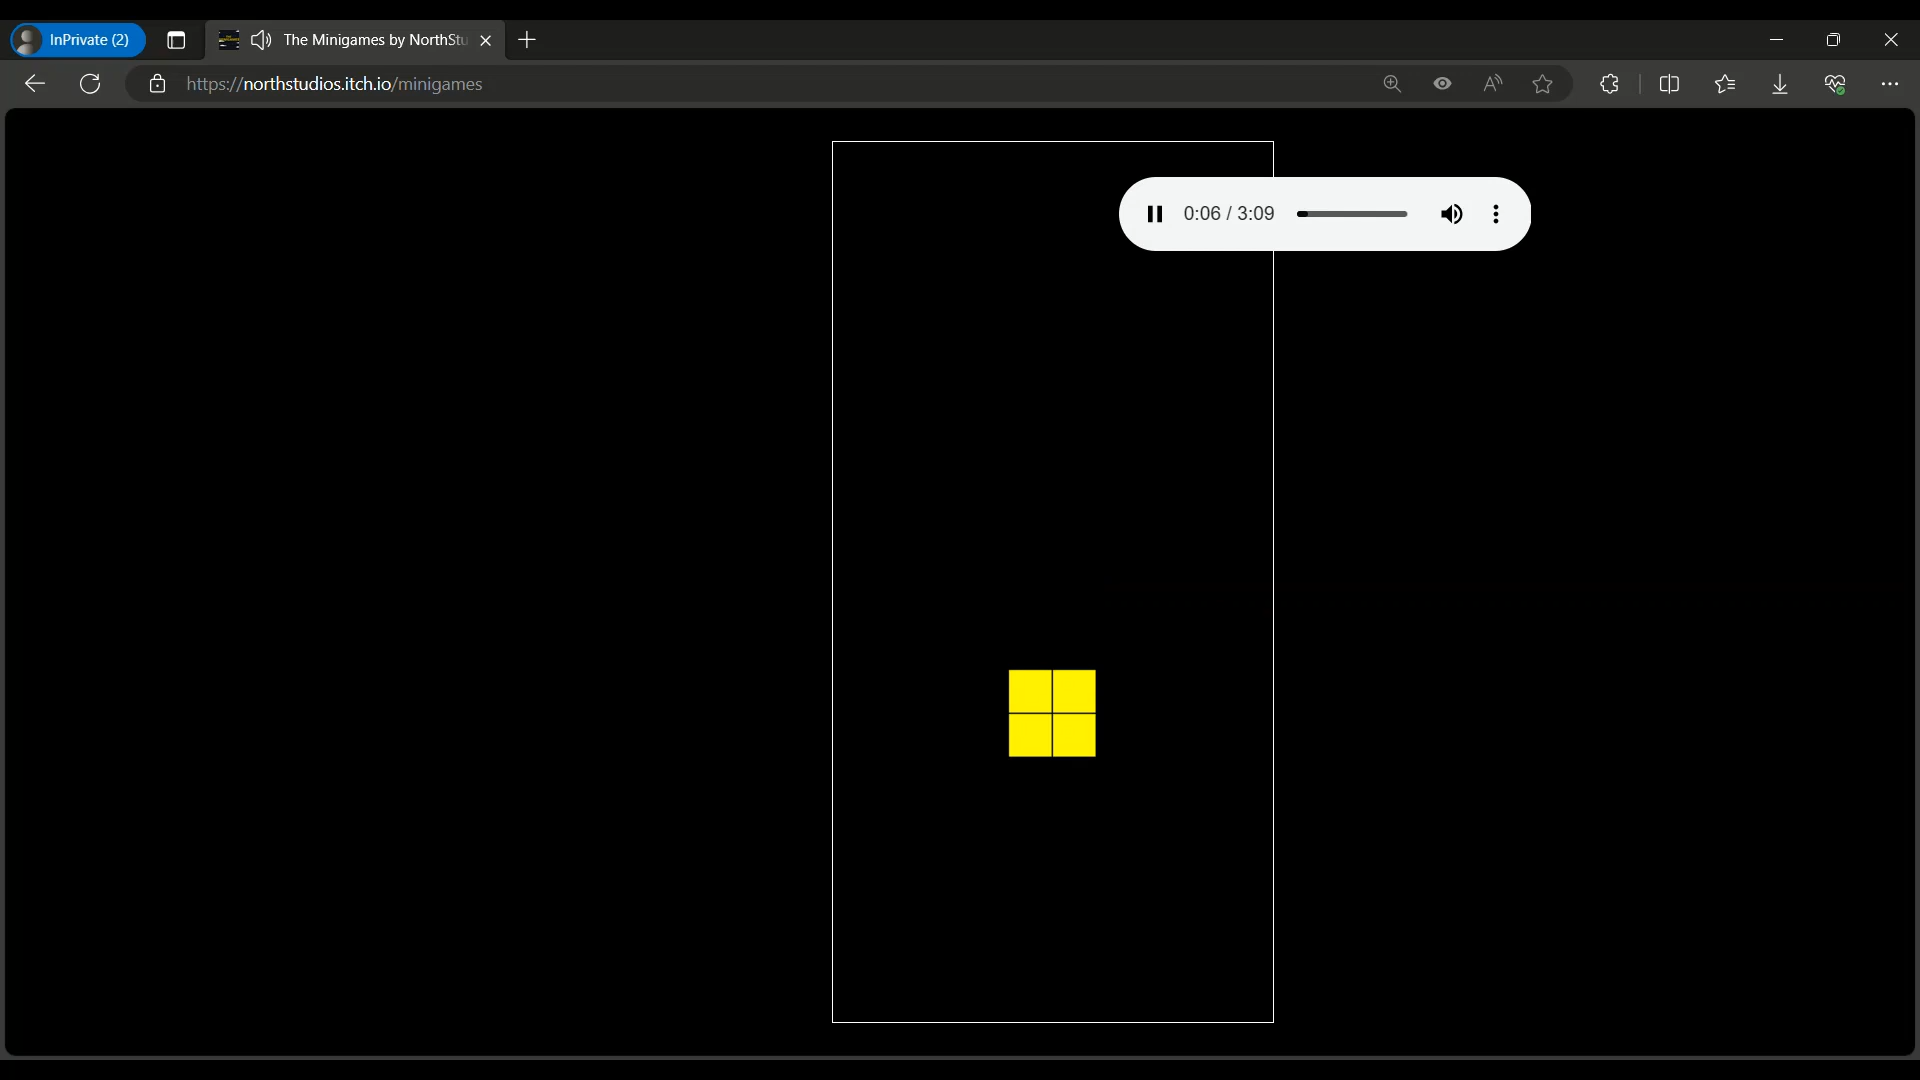 InPrivate (2)
The Minigames by NorthStu
https://northstudios.itch.io/minigames
0:06 / 3:09